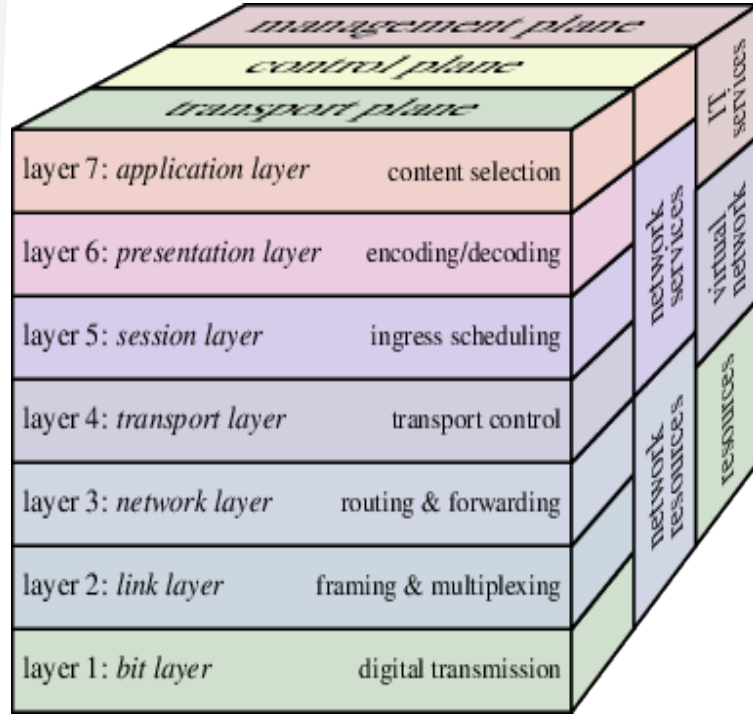 management plane
control plane
transport plane
layer 7: application layer content selection
layer 6: presentation layer encoding/decoding
layer 5: session layer ingress scheduling
layer 4: transport layer transport control
layer 3: network layer routing & forwarding
layer 2: link layer framing & multiplexing
layer 1: bit layer digital transmission
network
services
network
resources
IT
services
virtual
network
resources